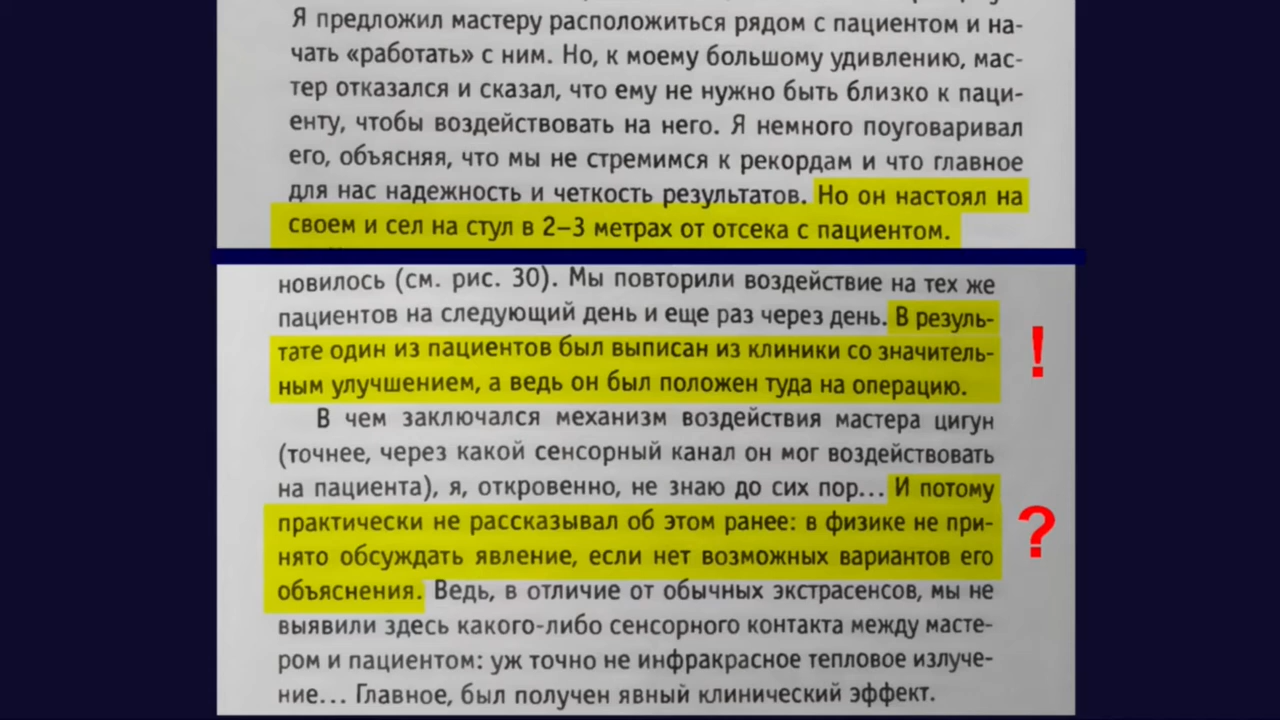 Я предложил мастеру расположиться рядом с пациентом и на-
чать «работать» с ним. Но, к моему большому удивлению, мас-
тер отказался и сказал, что ему не нужно быть близко к паци-
енту, чтобы воздействовать на него. Я немного поуговаривал
его, объясняя, что мы не стремимся к рекордам и что главное
для нас надежность и четкость результатов. Но он настоял на
своем и сел на стул в 2–3 метрах от отсека с пациентом.
новилось (см. рис. 30). Мы повторили воздействие на тех же
пациентов на следующий день и еще раз через день. В резуль-
тате один из пациентов был выписан из клиники со значитель-
ным улучшением, а ведь он был положен туда на операцию.
!
В чем заключался механизм воздействия мастера цигун
(точнее, через какой сенсорный канал он мог воздействовать
на пациента), я, откровенно, не знаю до сих пор... И потому
практически не рассказывал об этом ранее: в физике не при-
нято обсуждать явление, если нет возможных вариантов его
?
объяснения. Ведь, в отличие от обычных экстрасенсов, мы не
выявили здесь какого-либо сенсорного контакта между масте-
ром и пациентом: уж точно не инфракрасное тепловое излуче-
ние... Главное, был получен явный клинический эффект.